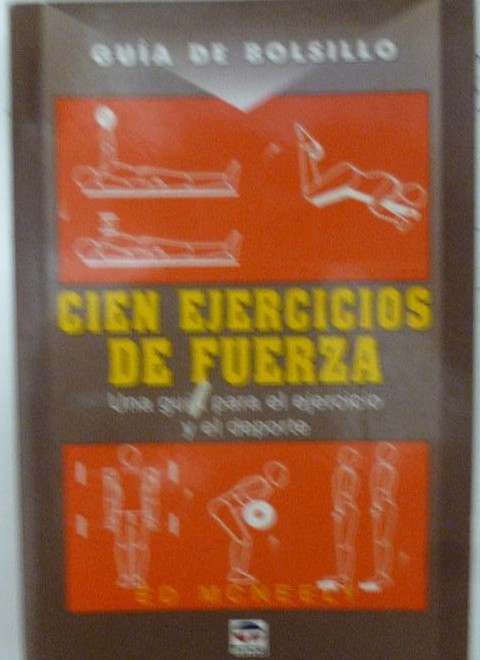 GUÍA DE BOLSILLO
CIEN EJERCICIOS
DE FUERZA
Una guía para el ejercicio
y el deporte
ED MCNEELY